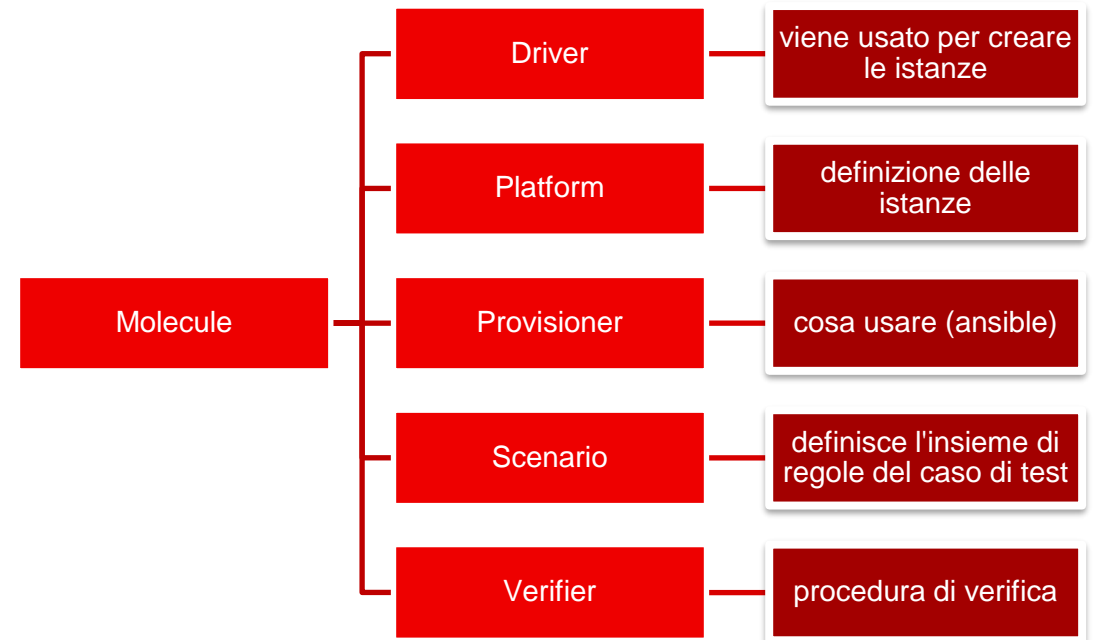 Driver
viene usato per creare
le istanze
Platform
definizione delle
istanze
Molecule
Provisioner
cosa usare (ansible)
Scenario
definisce l'insieme di
regole del caso di test
Verifier
procedura di verifica